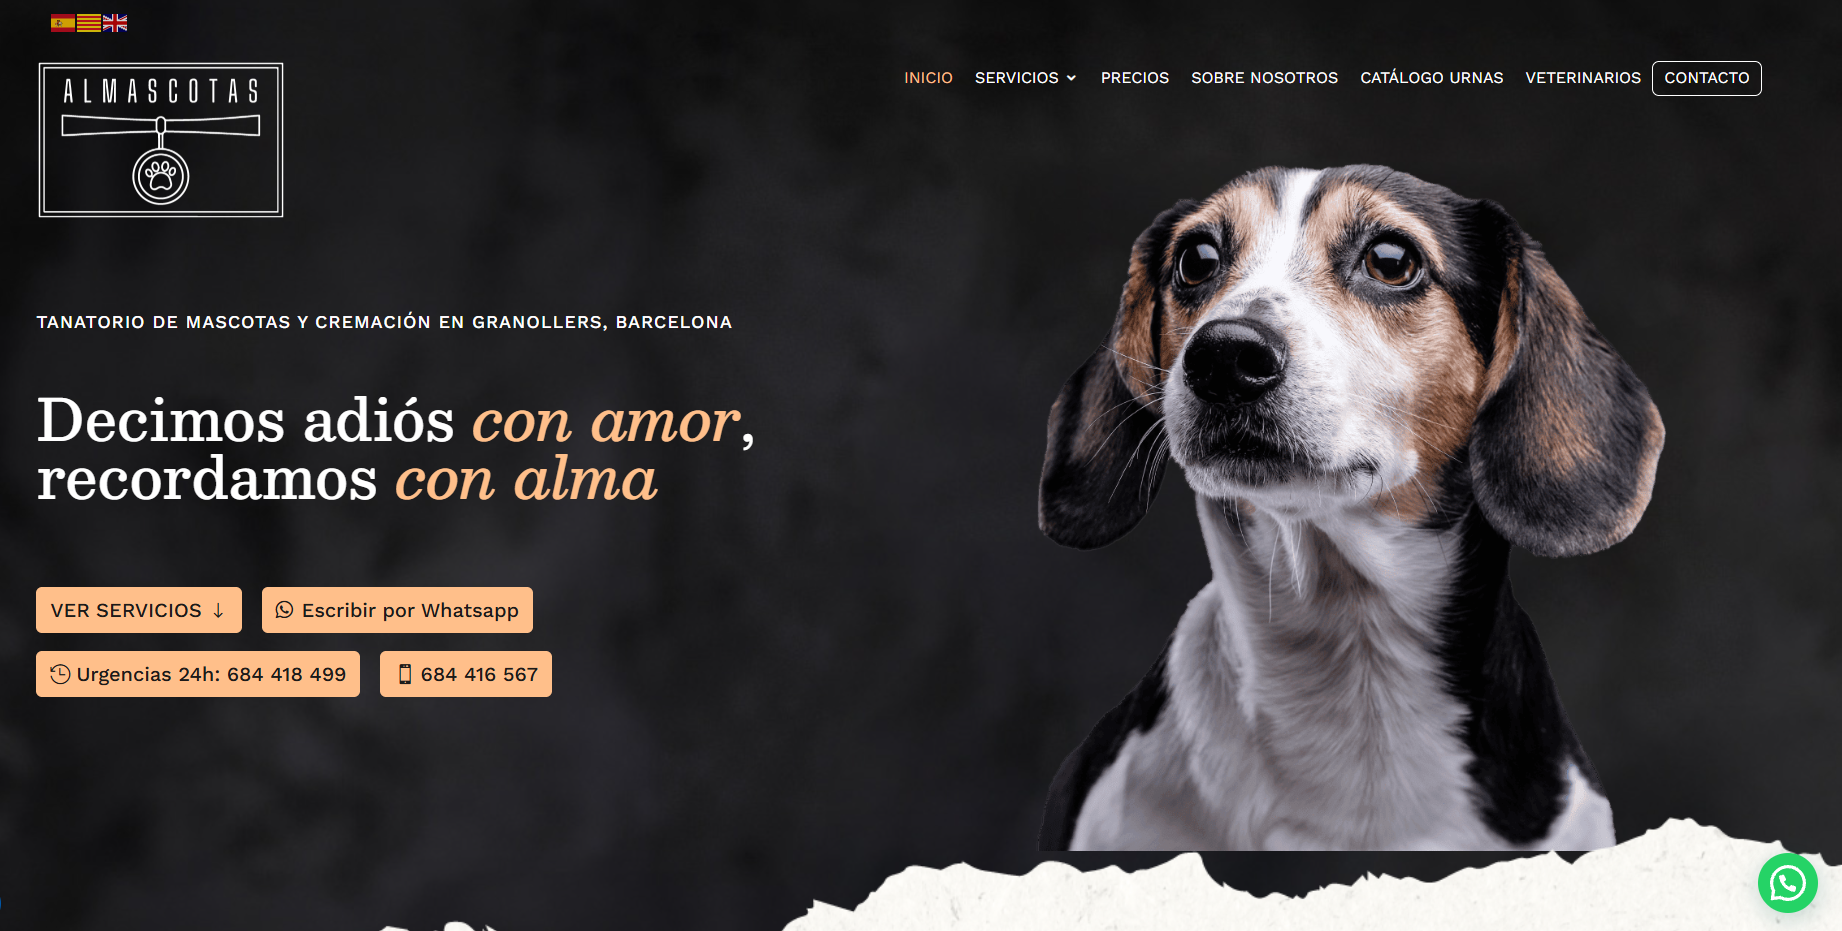 ALMASCOTAS
INICIO SERVICIOS PRECIOS SOBRE NOSOTROS CATÁLOGO URNAS VETERINARIOS CONTACTO
TANATORIO DE MASCOTAS Y CREMACIÓN EN GRANOLLERS, BARCELONA
Decimos adiós con amor,
recordamos con alma
VER SERVICIOS ↓ Escribir por Whatsapp
Urgencias 24h: 684 418 499 684 416 567